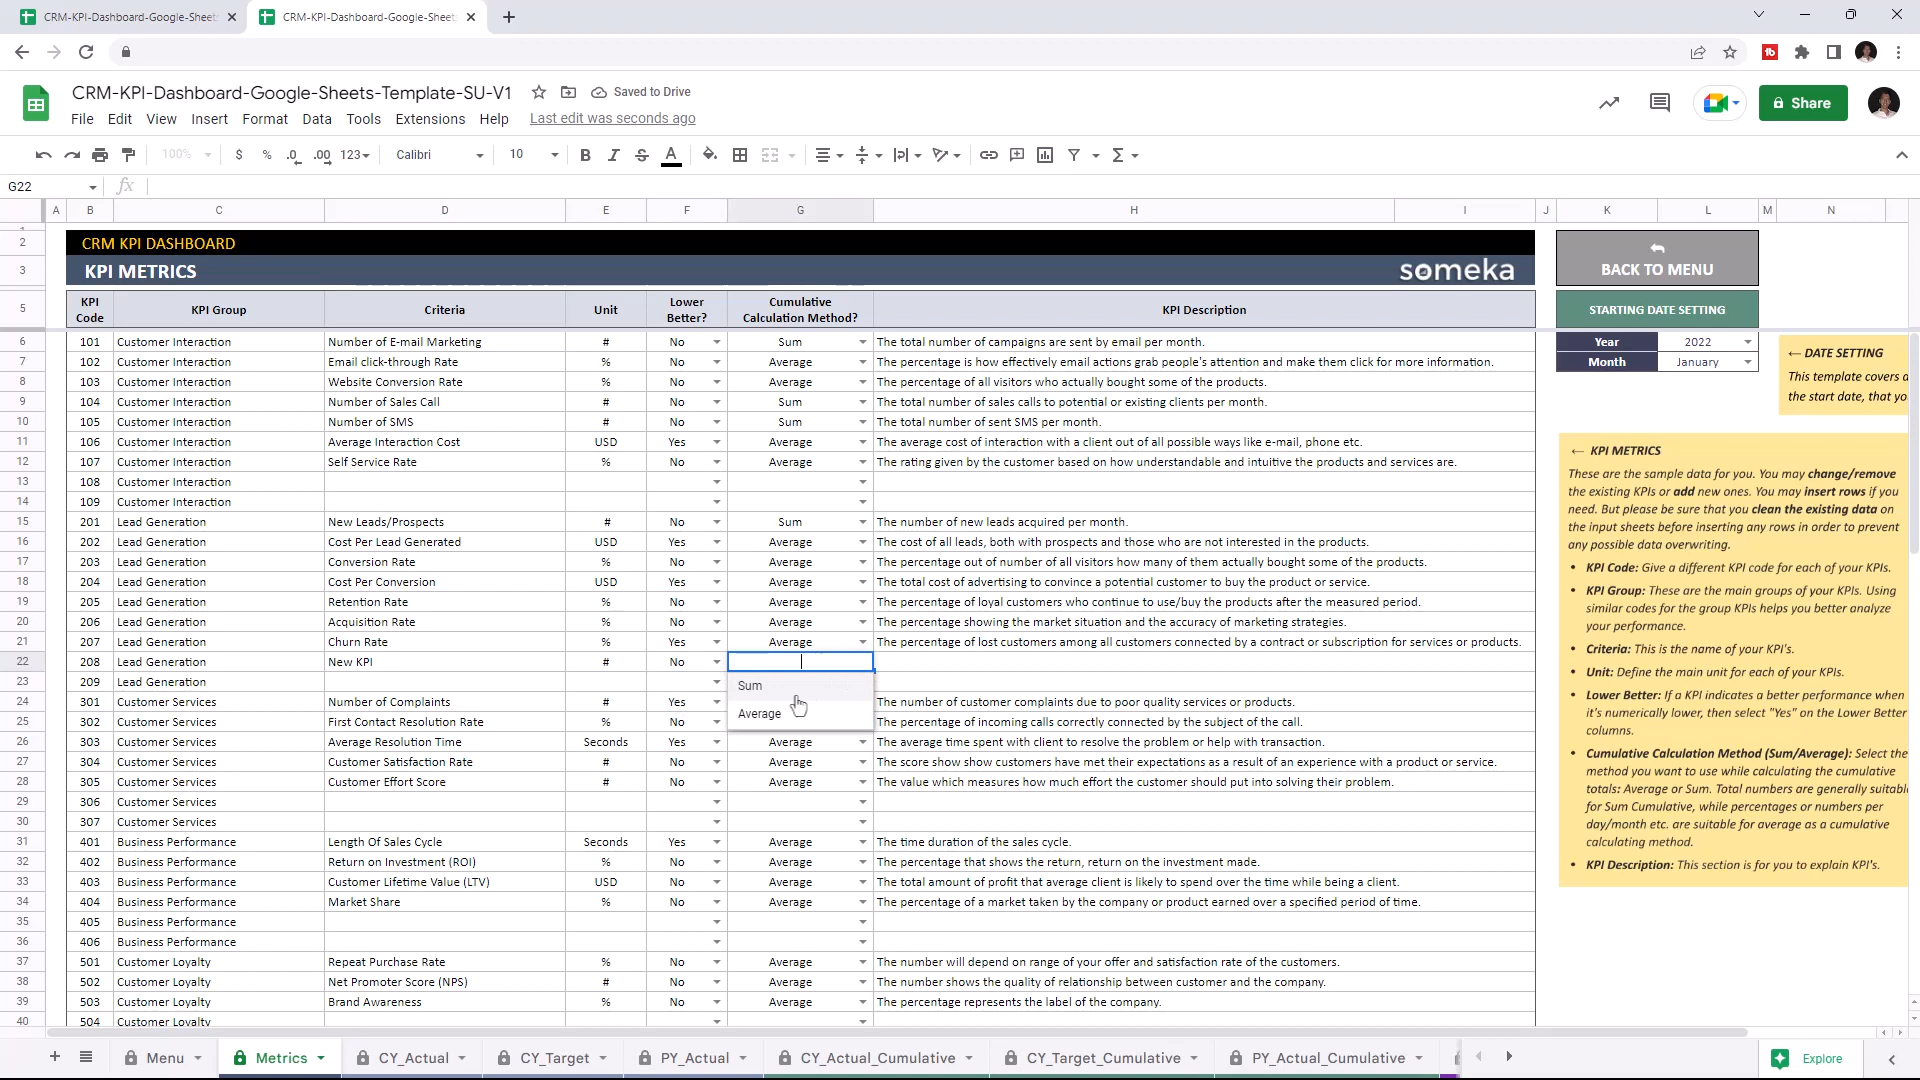 CRM-KPI-Dashboard-Google-Sheets
CRM-KPI-Dashboard-Google-Sheets
CRM-KPI-Dashboard-Google-Sheets-Template-SU-V1
Saved to Drive
Share
File Edit View Insert Format Data Tools Extensions Help Last edit was seconds ago
100% $ % .0 .00 123 Calibri 10 B I S A
G22 fx
A B C D E F G H I J K L M N
1
2 CRM KPI DASHBOARD
3 KPI METRICS someka
BACK TO MENU
5 KPI Code KPI Group Criteria Unit Lower Better? Cumulative Calculation Method? KPI Description STARTING DATE SETTING
6 101 Customer Interaction Number of E-mail Marketing # No Sum The total number of campaigns are sent by email per month. Year 2022
7 102 Customer Interaction Email click-through Rate % No Average The percentage is how effectively email actions grab people's attention and make them click for more information. Month January
8 103 Customer Interaction Website Conversion Rate % No Average The percentage of all visitors who actually bought some of the products.
9 104 Customer Interaction Number of Sales Call # No Sum The total number of sales calls to potential or existing clients per month.
10 105 Customer Interaction Number of SMS # No Sum The total number of sent SMS per month.
11 106 Customer Interaction Average Interaction Cost USD Yes Average The average cost of interaction with a client out of all possible ways like e-mail, phone etc.
12 107 Customer Interaction Self Service Rate % No Average The rating given by the customer based on how understandable and intuitive the products and services are.
13 108 Customer Interaction
14 109 Customer Interaction
15 201 Lead Generation New Leads/Prospects # No Sum The number of new leads acquired per month.
16 202 Lead Generation Cost Per Lead Generated USD Yes Average The cost of all leads, both with prospects and those who are not interested in the products.
17 203 Lead Generation Conversion Rate % No Average The percentage out of number of all visitors how many of them actually bought some of the products.
18 204 Lead Generation Cost Per Conversion USD Yes Average The total cost of advertising to convince a potential customer to buy the product or service.
19 205 Lead Generation Retention Rate % No Average The percentage of loyal customers who continue to use/buy the products after the measured period.
20 206 Lead Generation Acquisition Rate % No Average The percentage showing the market situation and the accuracy of marketing strategies.
21 207 Lead Generation Churn Rate % Yes Average The percentage of lost customers among all customers connected by a contract or subscription for services or products.
22 208 Lead Generation New KPI # No
23 209 Lead Generation
Sum
Average
24 301 Customer Services Number of Complaints # Yes The number of customer complaints due to poor quality services or products.
25 302 Customer Services First Contact Resolution Rate % No The percentage of incoming calls correctly connected by the subject of the call.
26 303 Customer Services Average Resolution Time Seconds Yes Average The average time spent with client to resolve the problem or help with transaction.
27 304 Customer Services Customer Satisfaction Rate # No Average The score show show customers have met their expectations as a result of an experience with a product or service.
28 305 Customer Services Customer Effort Score # No Average The value which measures how much effort the customer should put into solving their problem.
29 306 Customer Services
30 307 Customer Services
31 401 Business Performance Length Of Sales Cycle Seconds Yes Average The time duration of the sales cycle.
32 402 Business Performance Return on Investment (ROI) % No Average The percentage that shows the return, return on the investment made.
33 403 Business Performance Customer Lifetime Value (LTV) USD No Average The total amount of profit that average client is likely to spend over the time while being a client.
34 404 Business Performance Market Share % No Average The percentage of a market taken by the company or product earned over a specified period of time.
35 405 Business Performance
36 406 Business Performance
37 501 Customer Loyalty Repeat Purchase Rate % No Average The number will depend on range of your offer and satisfaction rate of the customers.
38 502 Customer Loyalty Net Promoter Score (NPS) # No Average The number shows the quality of relationship between customer and the company.
39 503 Customer Loyalty Brand Awareness % No Average The percentage represents the label of the company.
40 504 Customer Loyalty
← DATE SETTING
This template covers a
the start date, that yo
← KPI METRICS
These are the sample data for you. You may change/remove
the existing KPIs or add new ones. You may insert rows if you
need. But please be sure that you clean the existing data on
the input sheets before inserting any rows in order to prevent
any possible data overwriting.
• KPI Code: Give a different KPI code for each of your KPIs.
• KPI Group: These are the main groups of your KPIs. Using
similar codes for the group KPIs helps you better analyze
your performance.
• Criteria: This is the name of your KPI's.
• Unit: Define the main unit for each of your KPIs.
• Lower Better: If a KPI indicates a better performance when
it's numerically lower, then select "Yes" on the Lower Better
columns.
• Cumulative Calculation Method (Sum/Average): Select the
method you want to use while calculating the cumulative
totals: Average or Sum. Total numbers are generally suitabl
for Sum Cumulative, while percentages or numbers per
day/month etc. are suitable for average as a cumulative
calculating method.
• KPI Description: This section is for you to explain KPI's.
Menu Metrics CY_Actual CY_Target PY_Actual CY_Actual_Cumulative CY_Target_Cumulative PY_Actual_Cumulative Explore